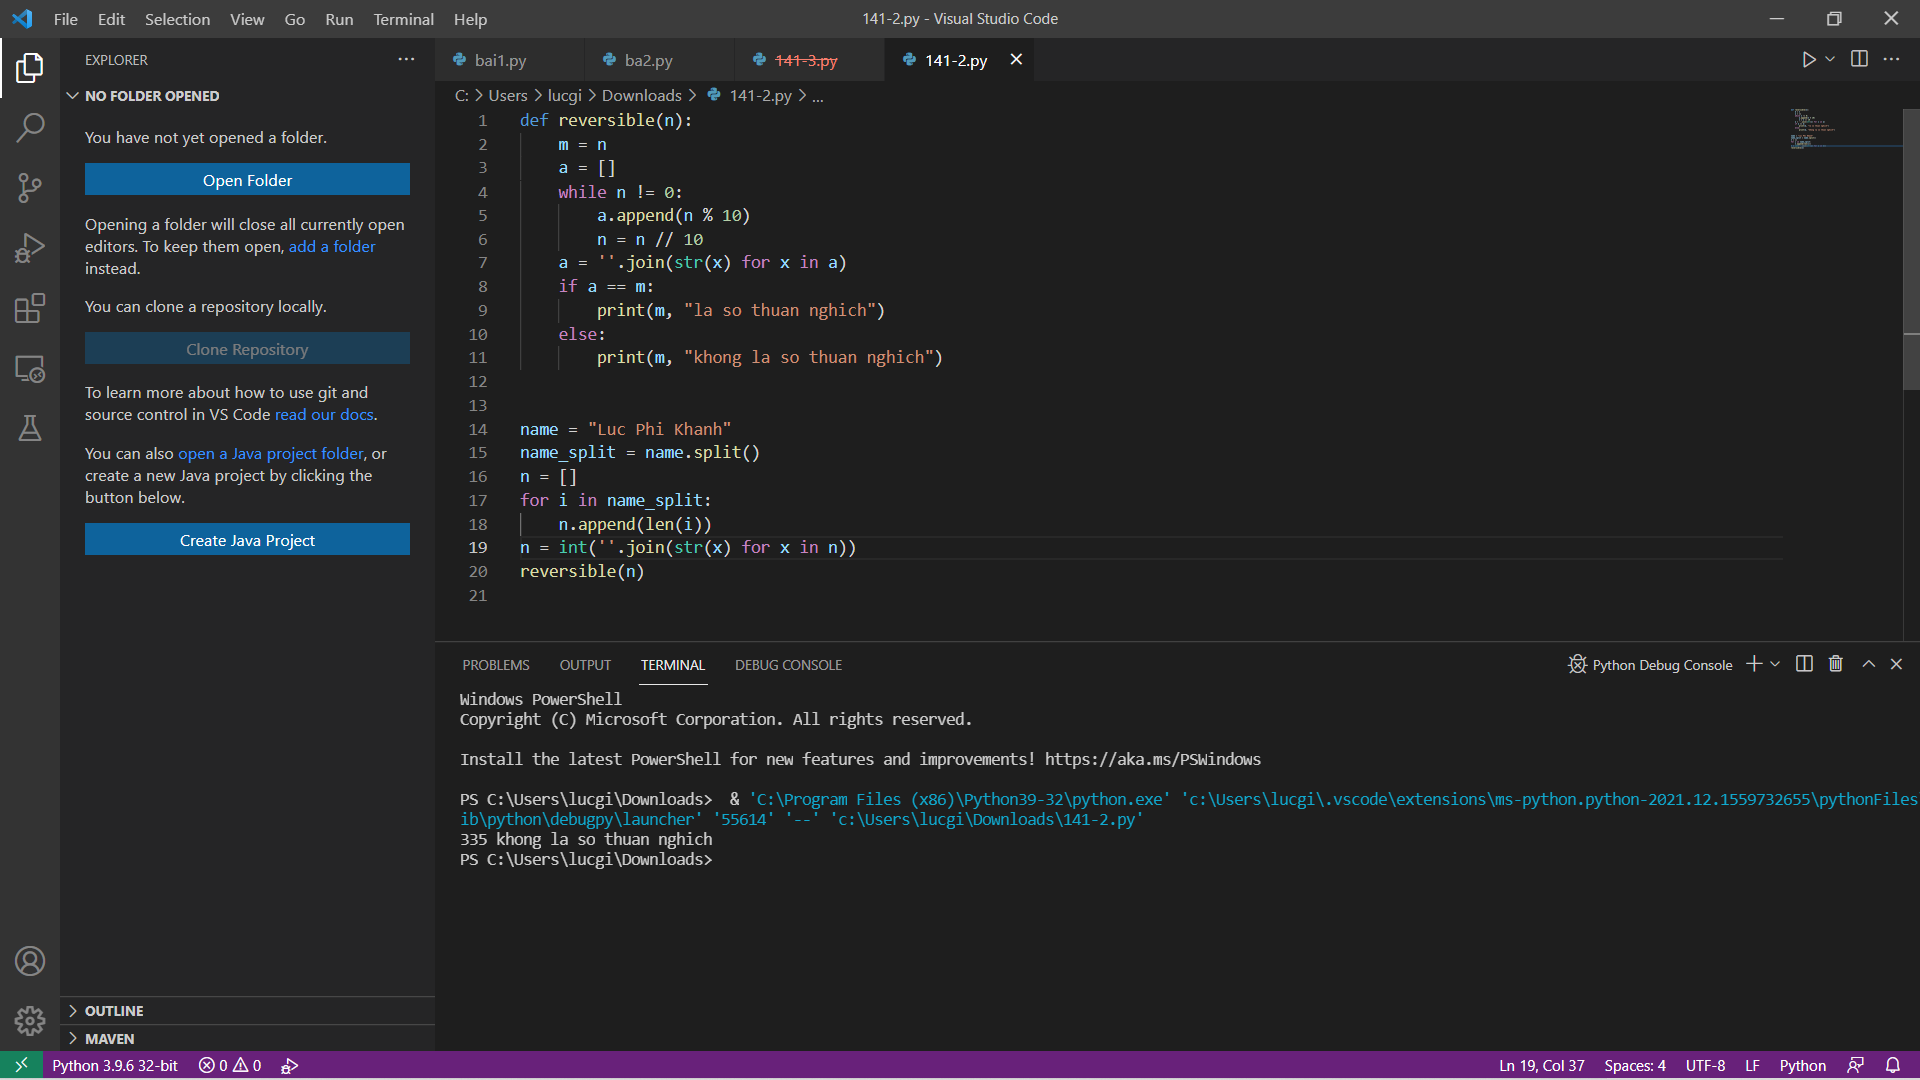 File Edit Selection View Go Run Terminal Help
141-2.py - Visual Studio Code
EXPLORER
NO FOLDER OPENED
You have not yet opened a folder.
Open Folder
Opening a folder will close all currently open
editors. To keep them open, add a folder
instead.
You can clone a repository locally.
Clone Repository
To learn more about how to use git and
source control in VS Code read our docs.
You can also open a Java project folder, or
create a new Java project by clicking the
button below.
Create Java Project
OUTLINE
MAVEN
bai1.py ba2.py 141-3.py 141-2.py
C: > Users > lucgi > Downloads > 141-2.py > ...
1 def reversible(n):
2 m = n
3 a = []
4 while n != 0:
5 a.append(n % 10)
6 n = n // 10
7 a = ''.join(str(x) for x in a)
8 if a == m:
9 print(m, "la so thuan nghich")
10 else:
11 print(m, "khong la so thuan nghich")
12
13
14 name = "Luc Phi Khanh"
15 name_split = name.split()
16 n = []
17 for i in name_split:
18 n.append(len(i))
19 n = int(''.join(str(x) for x in n))
20 reversible(n)
21
PROBLEMS OUTPUT TERMINAL DEBUG CONSOLE
Python Debug Console
Windows PowerShell
Copyright (C) Microsoft Corporation. All rights reserved.
Install the latest PowerShell for new features and improvements! https://aka.ms/PSWindows
PS C:\Users\lucgi\Downloads> & 'C:\Program Files (x86)\Python39-32\python.exe' 'c:\Users\lucgi\.vscode\extensions\ms-python.python-2021.12.1559732655\pythonFiles
ib\python\debugpy\launcher' '55614' '--' 'c:\Users\lucgi\Downloads\141-2.py'
335 khong la so thuan nghich
PS C:\Users\lucgi\Downloads>
Python 3.9.6 32-bit 0 0
Ln 19, Col 37 Spaces: 4 UTF-8 LF Python